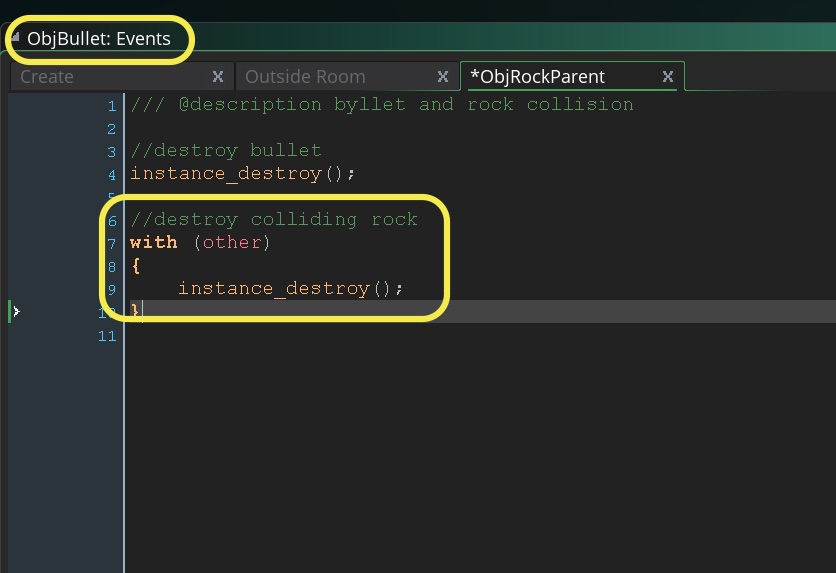 ObjBullet: Events
Create X Outside Room X *ObjRockParent X
1 /// @description byllet and rock collision
2
3 //destroy bullet
4 instance_destroy();
5
6 //destroy colliding rock
7 with (other)
8 {
9 instance_destroy();
10 }
11